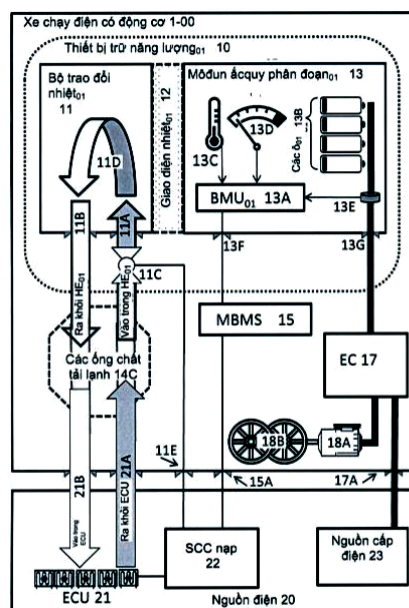 Xe chạy điện có động cơ 1-00
Thiết bị trữ năng lượng01 10
Bộ trao đổi
nhiệt01
11
Giao diện nhiệt01 12
Môđun ắcquy phân đoạn01 13
11D
13C
13D
Các ô01 13B
BMU01 13A
13E
11B
11A
13F
13G
Ra khỏi HE01
Vào trong HE01
11C
MBMS 15
Các ống chất
tải lạnh 14C
EC 17
18B
18A
11E
21B
21A
15A
17A
Vào trong
ECU
Ra khỏi ECU
SCC nạp
22
Nguồn cấp
điện 23
ECU 21
Nguồn điện 20